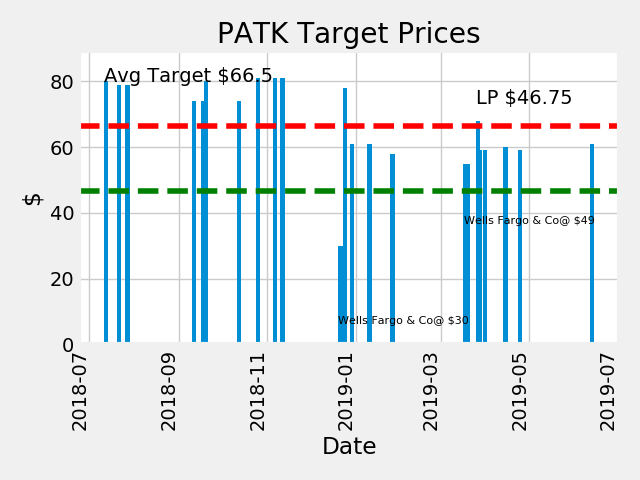 PATK Target Prices
Avg Target $66.5
LP $46.75
Wells Fargo & Co@ $49
Wells Fargo & Co@ $30
$
80
60
40
20
0
2018-07
2018-09
2018-11
2019-01
2019-03
2019-05
2019-07
Date